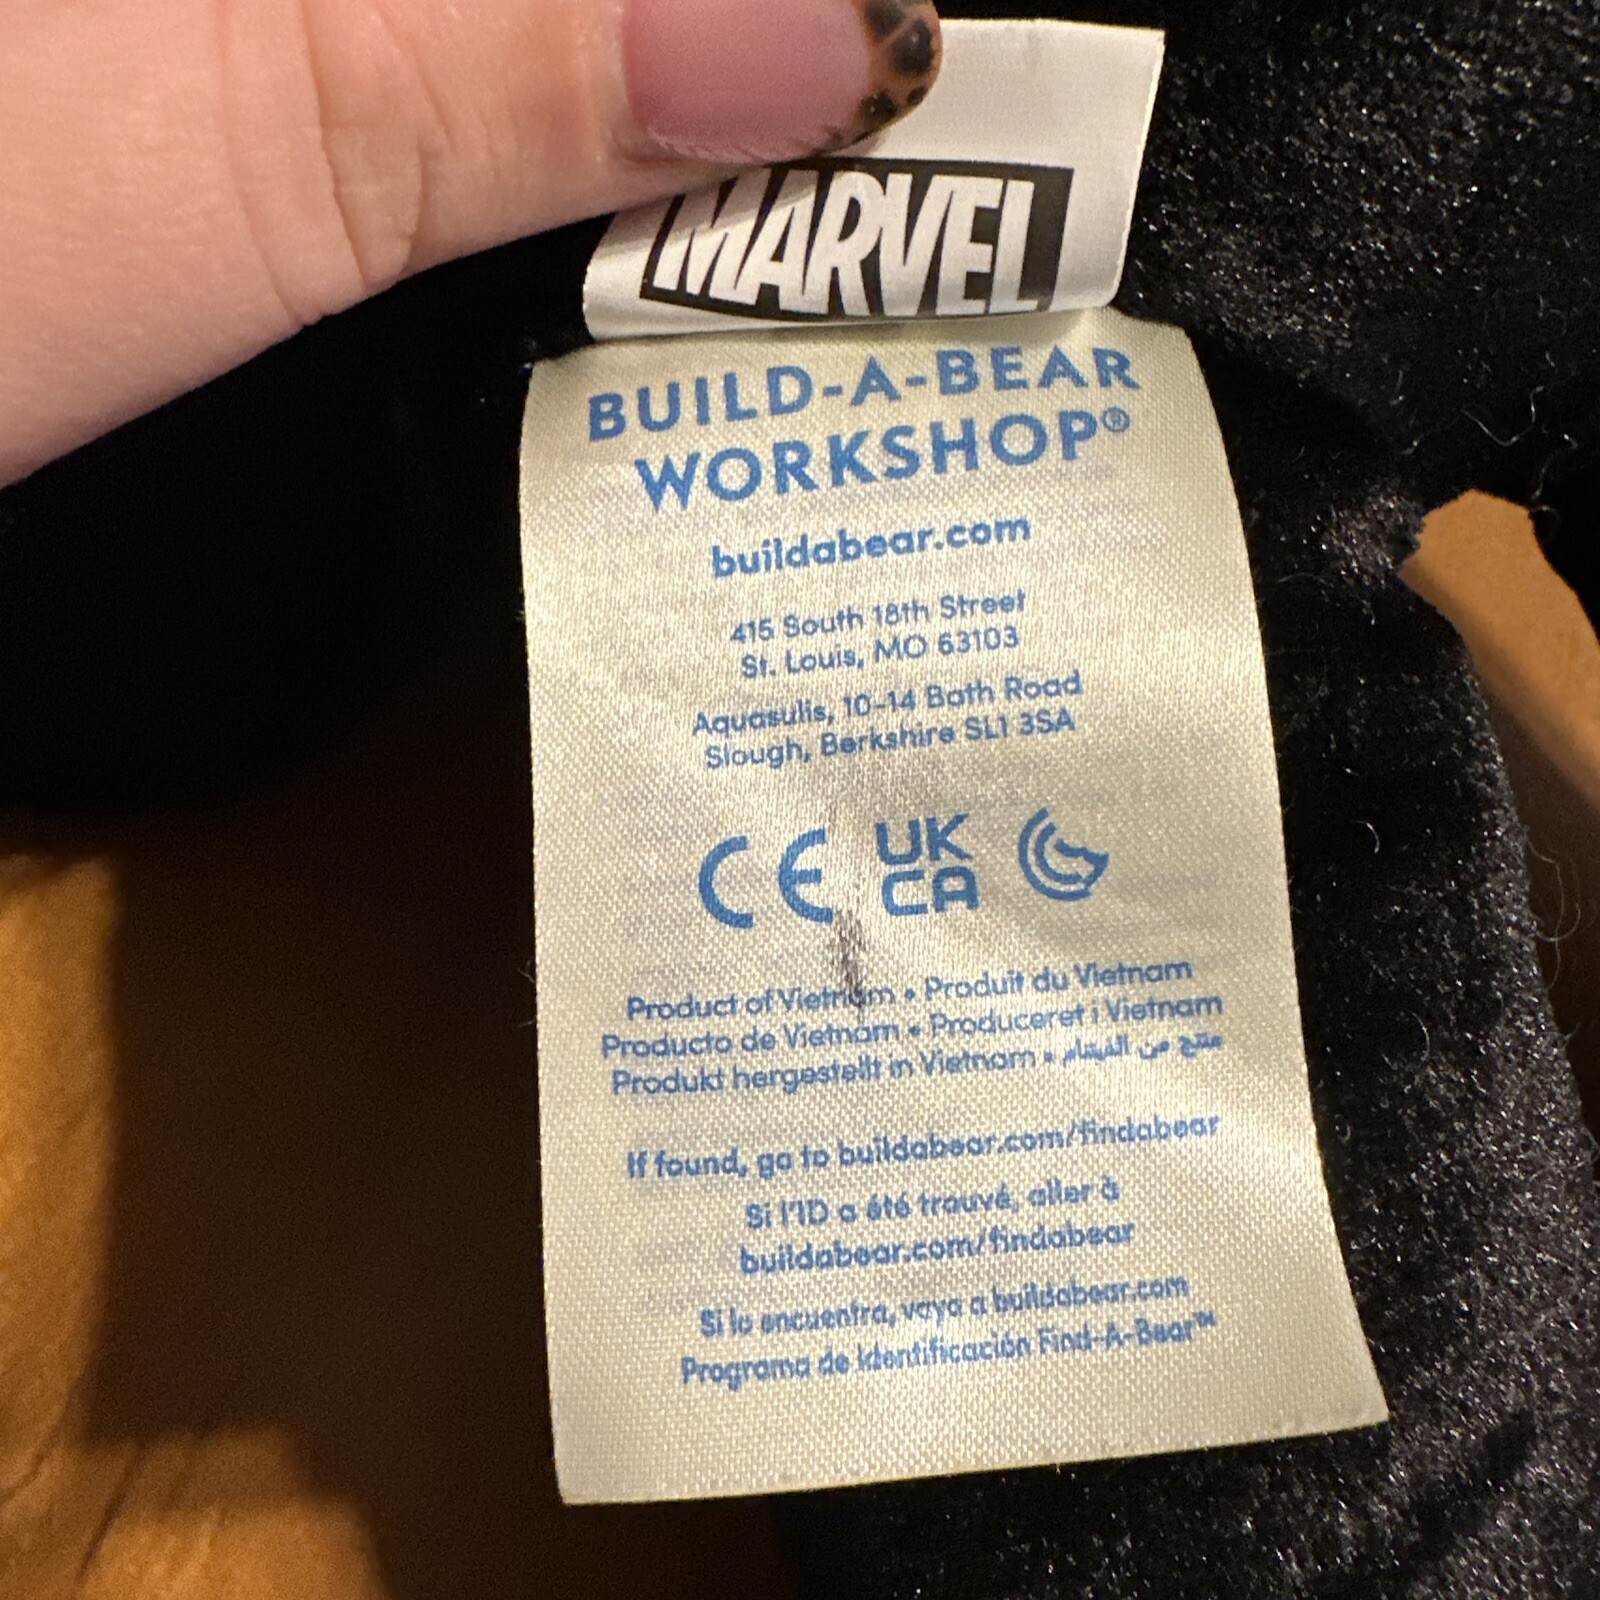 MARVEL
BUILD-A-BEAR
WORKSHOP®
buildabear.com
415 South 18th Street
St. Louis, MO 63103
Aquasulis, 10-14 Bath Road
Slough, Berkshire SL1 3SA
CE UK CA
Product of Vietnam • Produit du Vietnam
Producto de Vietnam • Produceret i Vietnam
Produkt hergestellt in Vietnam • منتج من الفيتنام
If found, go to buildabear.com/findabear
Si l'ID a été trouvé, aller à
buildabear.com/findabear
Si lo encuentra, vaya a buildabear.com
Programa de Identificación Find-A-Bear™